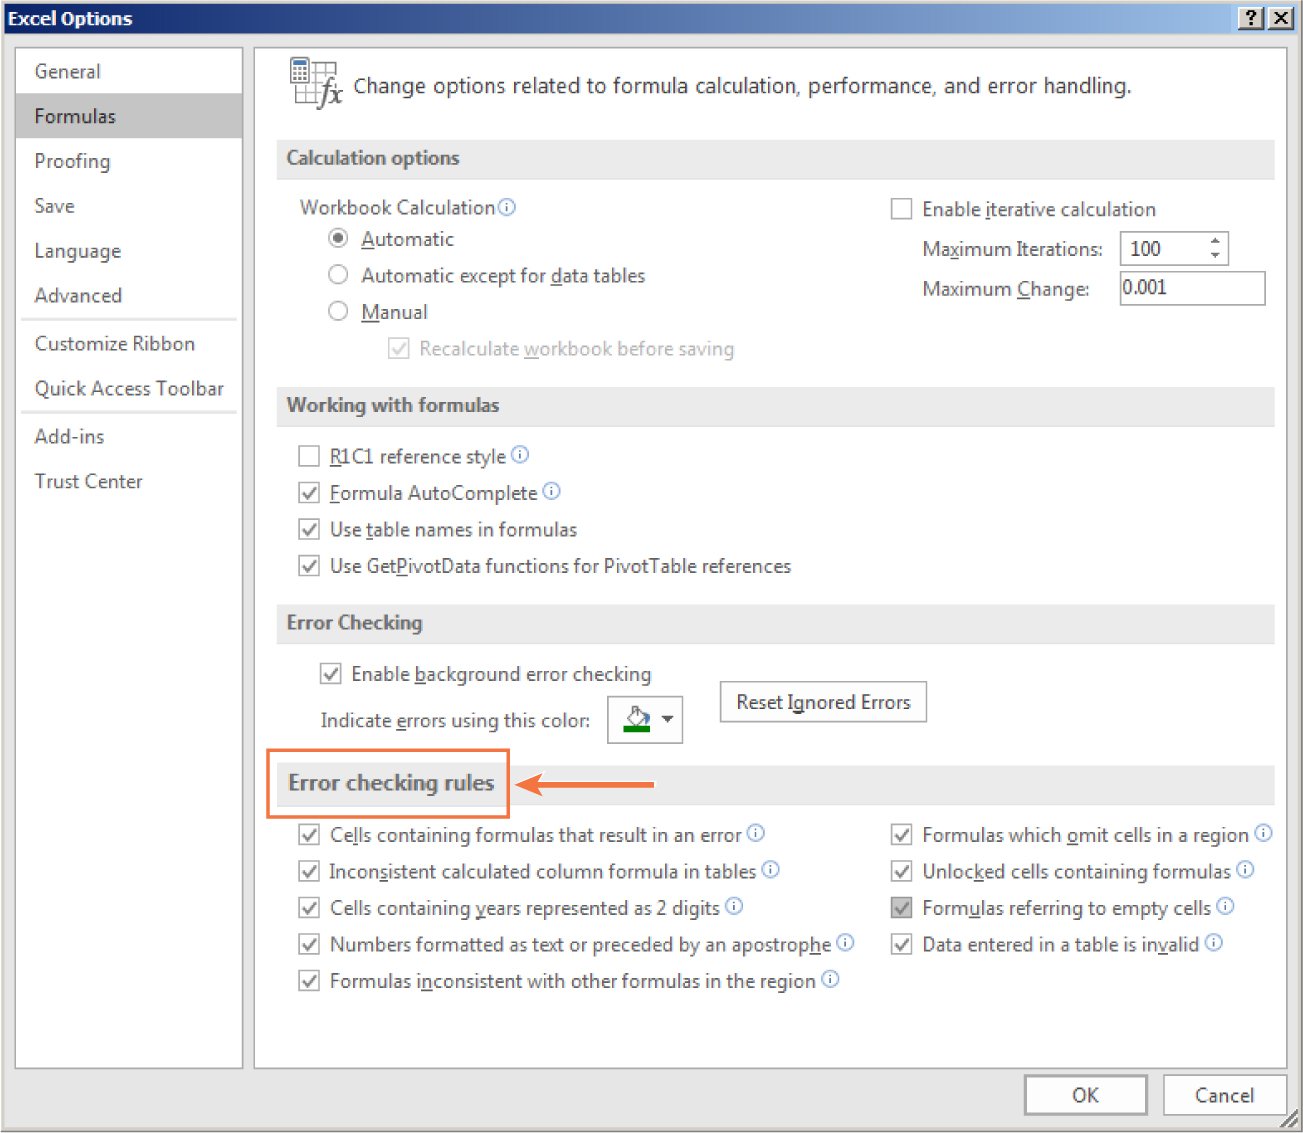 Excel Options
?
General
Formulas
Proofing
Save
Language
Advanced
Customize Ribbon
Quick Access Toolbar
Add-ins
Trust Center
fx
Change options related to formula calculation, performance, and error handling.
Calculation options
Workbook Calculation
Automatic
Automatic except for data tables
Manual
Recalculate workbook before saving
Enable iterative calculation
Maximum Iterations: 100
Maximum Change: 0.001
Working with formulas
R1C1 reference style
Formula AutoComplete
Use table names in formulas
Use GetPivotData functions for PivotTable references
Error Checking
Enable background error checking
Indicate errors using this color:
Reset Ignored Errors
Error checking rules
Cells containing formulas that result in an error
Inconsistent calculated column formula in tables
Cells containing years represented as 2 digits
Numbers formatted as text or preceded by an apostrophe
Formulas inconsistent with other formulas in the region
Formulas which omit cells in a region
Unlocked cells containing formulas
Formulas referring to empty cells
Data entered in a table is invalid
OK
Cancel